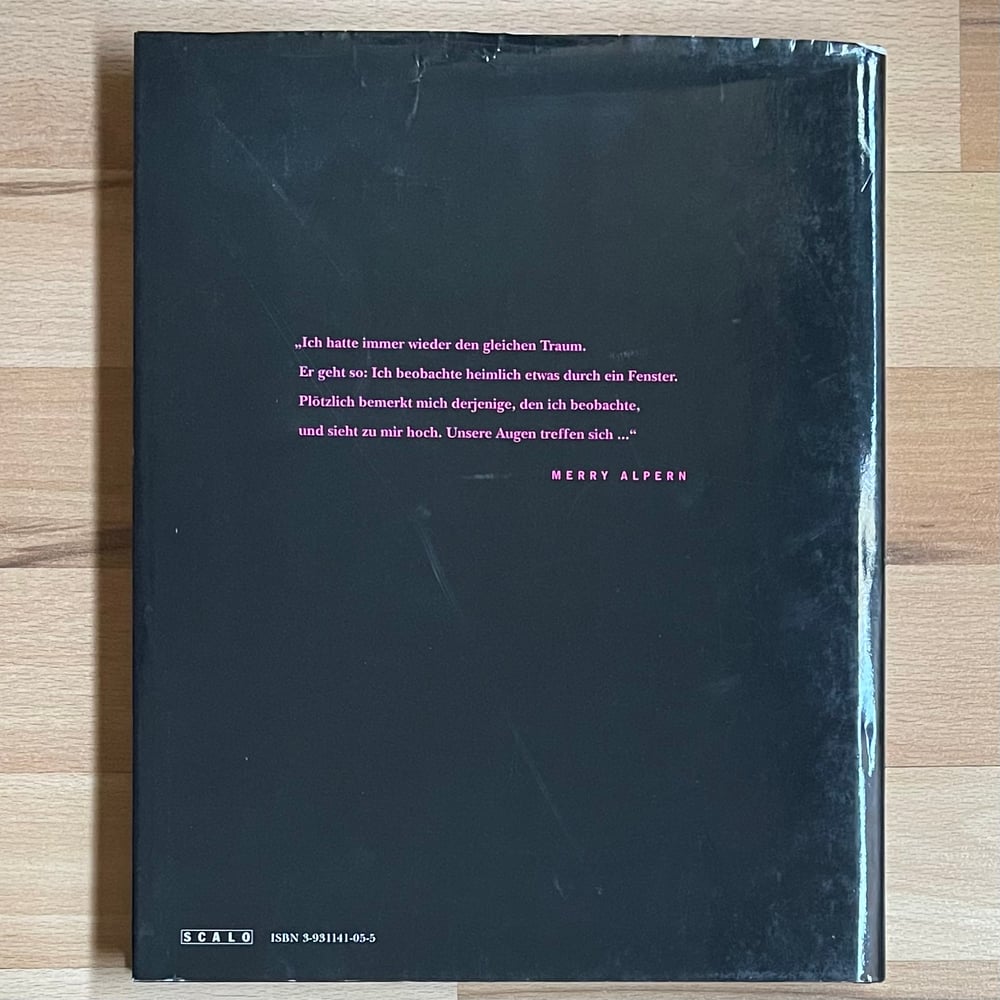 „Ich hatte immer wieder den gleichen Traum.
Er geht so: Ich beobachte heimlich etwas durch ein Fenster.
Plötzlich bemerkt mich derjenige, den ich beobachte,
und sieht zu mir hoch. Unsere Augen treffen sich ...“
MERRY ALPERN
SCALO ISBN 3-931141-05-5